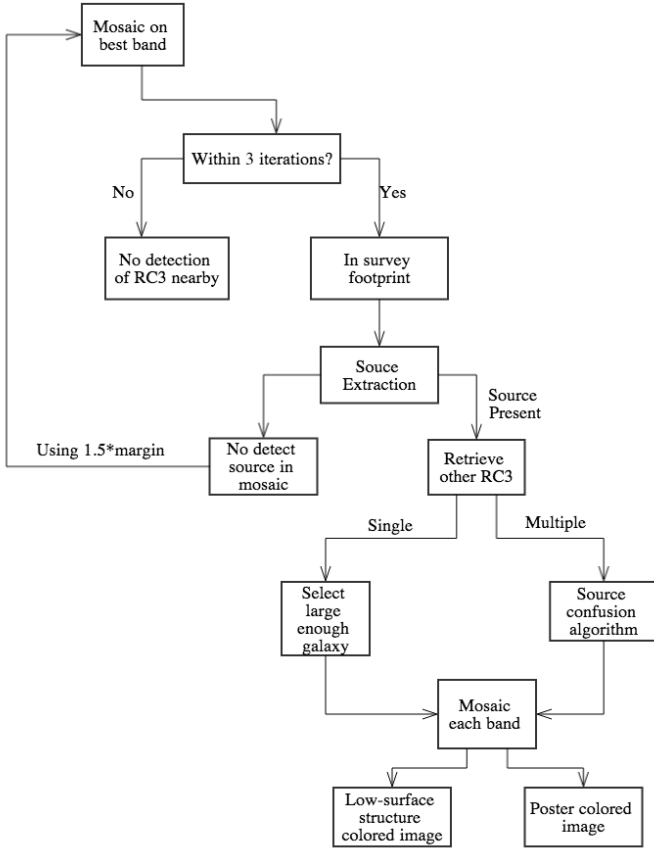 Mosaic on
best band
Within 3 iterations?
No
Yes
No detection
of RC3 nearby
In survey
footprint
Souce
Extraction
Source
Present
Using 1.5*margin
No detect
source in
mosaic
Retrieve
other RC3
Single
Multiple
Select
large
enough
galaxy
Source
confusion
algorithm
Mosaic
each band
Low-surface
structure
colored image
Poster colored
image